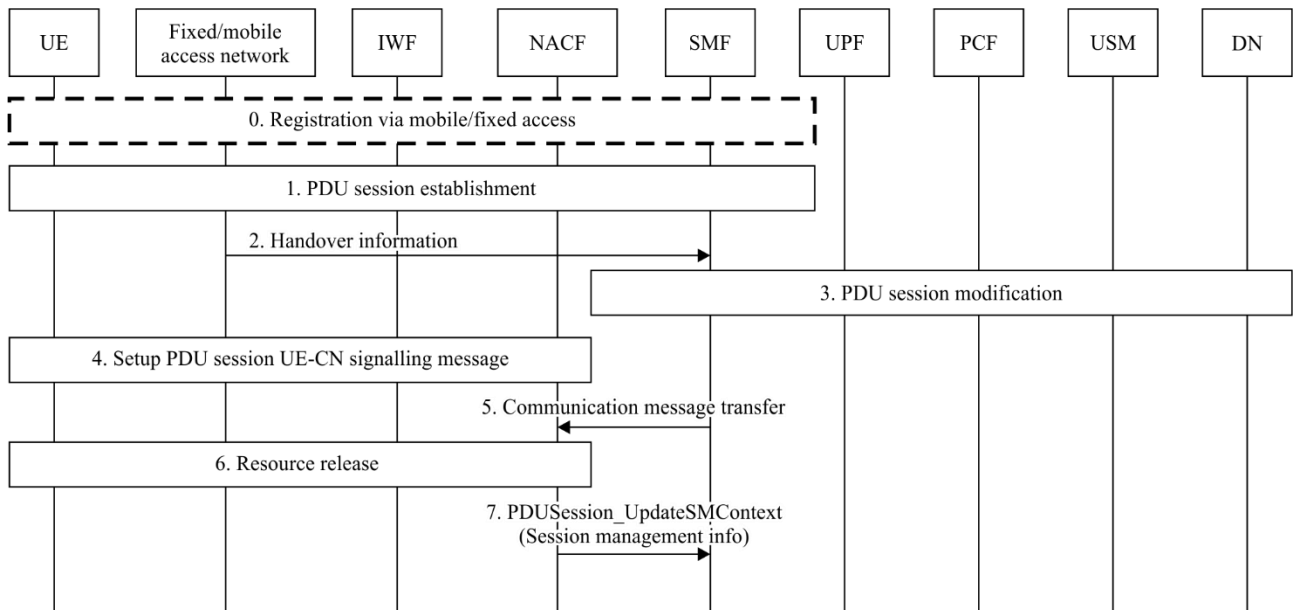 UE
Fixed/mobile
access network
IWF
NACF
SMF
UPF
PCF
USM
DN
0. Registration via mobile/fixed access
1. PDU session establishment
2. Handover information
3. PDU session modification
4. Setup PDU session UE-CN signalling message
5. Communication message transfer
6. Resource release
7. PDUSession_UpdateSMContext
(Session management info)